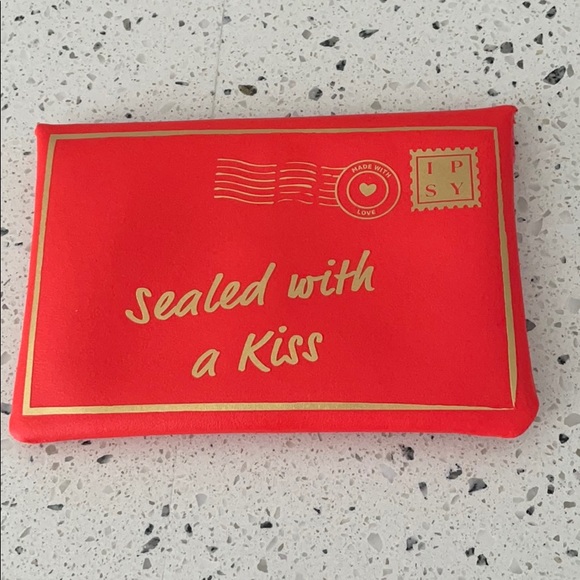 MADE WITH
LOVE
I P
S Y
Sealed with
a Kiss